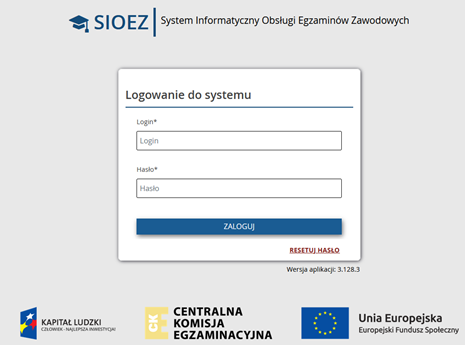 SIOEZ System Informatyczny Obsługi Egzaminów Zawodowych
Logowanie do systemu
Login*
Login
Hasło*
Hasło
ZALOGUJ
RESETUJ HASŁO
Wersja aplikacji: 3.128.3
KAPITAŁ LUDZKI
CZŁOWIEK - NAJLEPSZA INWESTYCJA!
CKE
CENTRALNA
KOMISJA
EGZAMINACYJNA
Unia Europejska
Europejski Fundusz Społeczny